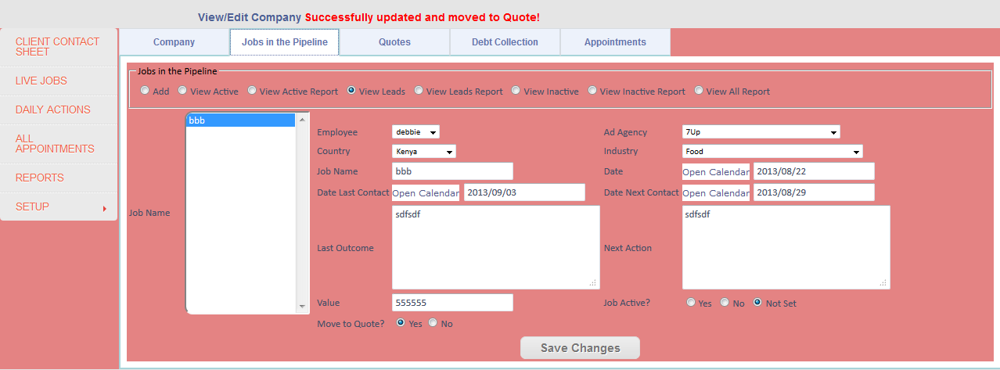 View/Edit Company Successfully updated and moved to Quote!
CLIENT CONTACT
SHEET
LIVE JOBS
DAILY ACTIONS
ALL
APPOINTMENTS
REPORTS
SETUP
Company Jobs in the Pipeline Quotes Debt Collection Appointments
Jobs in the Pipeline
Add View Active View Active Report View Leads View Leads Report View Inactive View Inactive Report View All Report
Job Name
bbb
Employee debbie Ad Agency 7Up
Country Kenya Industry Food
Job Name bbb Date Open Calendar 2013/08/22
Date Last Contact Open Calendar 2013/09/03 Date Next Contact Open Calendar 2013/08/29
Last Outcome sdfsdf Next Action sdfsdf
Value 555555 Job Active? Yes No Not Set
Move to Quote? Yes No
Save Changes